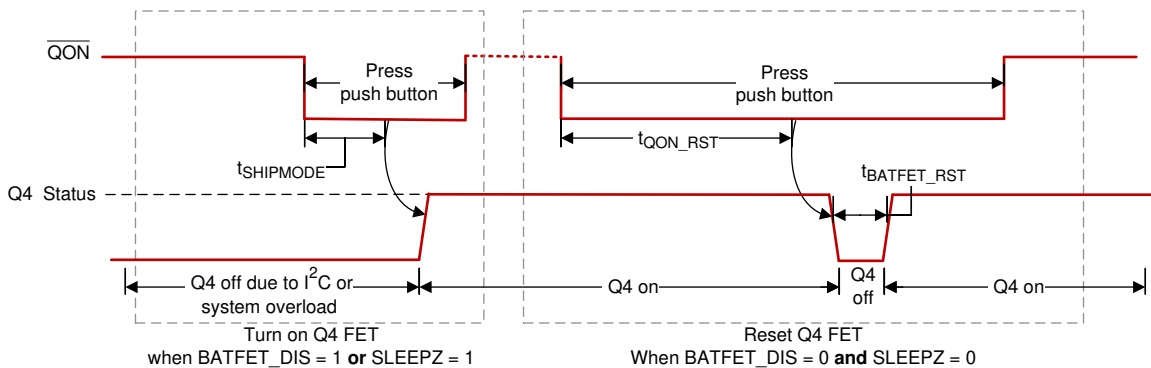 QON
Press
push button
Press
push button
tSHIPMODE
tQON_RST
tBATFET_RST
Q4 Status
Q4 off due to I2C or
system overload
Q4 on
Q4
off
Q4 on
Turn on Q4 FET
when BATFET_DIS = 1 or SLEEPZ = 1
Reset Q4 FET
When BATFET_DIS = 0 and SLEEPZ = 0